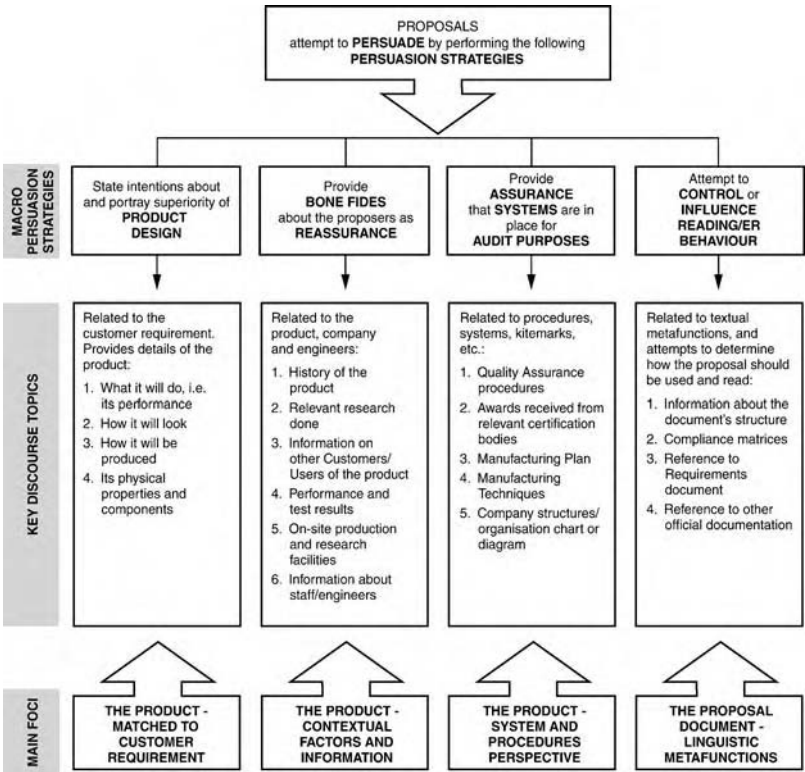 PROPOSALS
attempt to PERSUADE by performing the following
PERSUASION STRATEGIES
MACRO
PERSUASION
STRATEGIES
State intentions about
and portray superiority of
PRODUCT
DESIGN
Provide
BONE FIDES
about the proposers as
REASSURANCE
Provide
ASSURANCE
that SYSTEMS are in
place for
AUDIT PURPOSES
Attempt to
CONTROL or
INFLUENCE
READING/ER
BEHAVIOUR
KEY DISCOURSE TOPICS
Related to the
customer requirement.
Provides details of the
product:
1. What it will do, i.e.
its performance
2. How it will look
3. How it will be
produced
4. Its physical
properties and
components
Related to the
product, company
and engineers:
1. History of the
product
2. Relevant research
done
3. Information on
other Customers/
Users of the product
4. Performance and
test results
5. On-site production
and research
facilities
6. Information about
staff/engineers
Related to procedures,
systems, kitemarks,
etc.:
1. Quality Assurance
procedures
2. Awards received from
relevant certification
bodies
3. Manufacturing Plan
4. Manufacturing
Techniques
5. Company structures/
organisation chart or
diagram
Related to textual
metafunctions, and
attempts to determine
how the proposal should
be used and read:
1. Information about the
document's structure
2. Compliance matrices
3. Reference to
Requirements
document
4. Reference to other
official documentation
MAIN FOCI
THE PRODUCT -
MATCHED TO
CUSTOMER
REQUIREMENT
THE PRODUCT -
CONTEXTUAL
FACTORS AND
INFORMATION
THE PRODUCT -
SYSTEM AND
PROCEDURES
PERSPECTIVE
THE PROPOSAL
DOCUMENT -
LINGUISTIC
METAFUNCTIONS